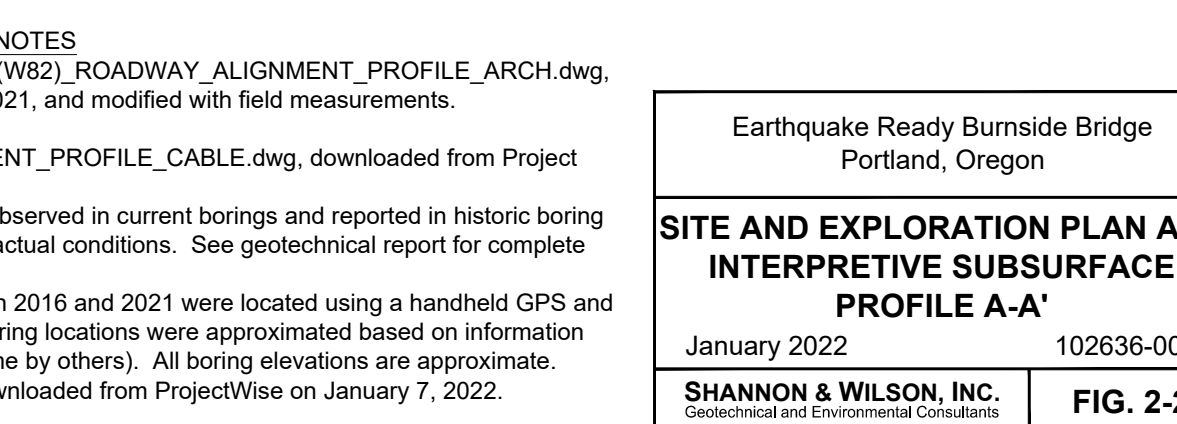 NOTES
(W82)_ROADWAY_ALIGNMENT_PROFILE_ARCH.dwg,
021, and modified with field measurements.
ENT_PROFILE_CABLE.dwg, downloaded from Project
bserved in current borings and reported in historic boring
actual conditions. See geotechnical report for complete
n 2016 and 2021 were located using a handheld GPS and
ring locations were approximated based on information
ne by others). All boring elevations are approximate.
wnloaded from ProjectWise on January 7, 2022.
Earthquake Ready Burnside Bridge
Portland, Oregon
SITE AND EXPLORATION PLAN A
INTERPRETIVE SUBSURFACE
PROFILE A-A'
January 2022 102636-00
SHANNON & WILSON, INC.
Geotechnical and Environmental Consultants
FIG. 2-2